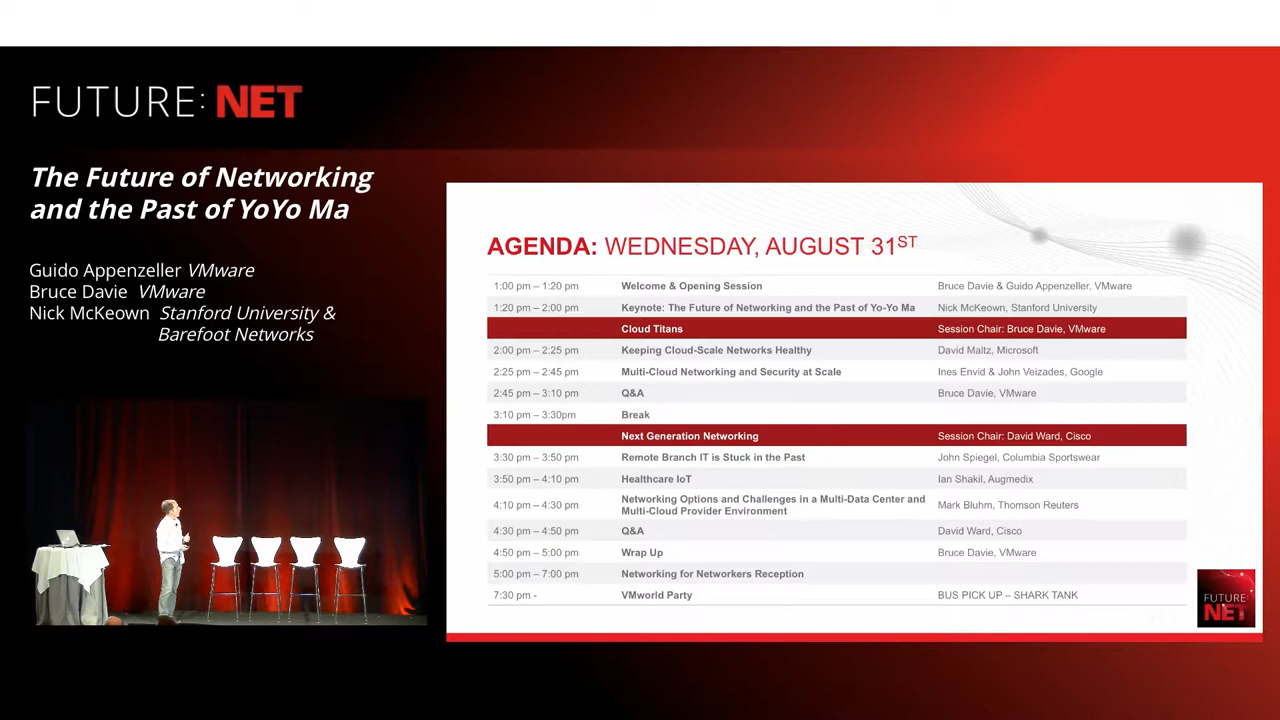 FUTURE: NET
The Future of Networking
and the Past of YoYo Ma
Guido Appenzeller VMware
Bruce Davie VMware
Nick McKeown Stanford University &
Barefoot Networks
AGENDA: WEDNESDAY, AUGUST 31ST
1:00 pm – 1:20 pm Welcome & Opening Session Bruce Davie & Guido Appenzeller, VMware
1:20 pm – 2:00 pm Keynote: The Future of Networking and the Past of Yo-Yo Ma Nick McKeown, Stanford University
Cloud Titans Session Chair: Bruce Davie, VMware
2:00 pm – 2:25 pm Keeping Cloud-Scale Networks Healthy David Maltz, Microsoft
2:25 pm – 2:45 pm Multi-Cloud Networking and Security at Scale Ines Envid & John Veizades, Google
2:45 pm – 3:10 pm Q&A Bruce Davie, VMware
3:10 pm – 3:30pm Break
Next Generation Networking Session Chair: David Ward, Cisco
3:30 pm – 3:50 pm Remote Branch IT is Stuck in the Past John Spiegel, Columbia Sportswear
3:50 pm – 4:10 pm Healthcare IoT Ian Shakil, Augmedix
4:10 pm – 4:30 pm Networking Options and Challenges in a Multi-Data Center and
Multi-Cloud Provider Environment Mark Bluhm, Thomson Reuters
4:30 pm – 4:50 pm Q&A David Ward, Cisco
4:50 pm – 5:00 pm Wrap Up Bruce Davie, VMware
5:00 pm – 7:00 pm Networking for Networkers Reception
7:30 pm - VMworld Party BUS PICK UP – SHARK TANK
FUTURE:
NET